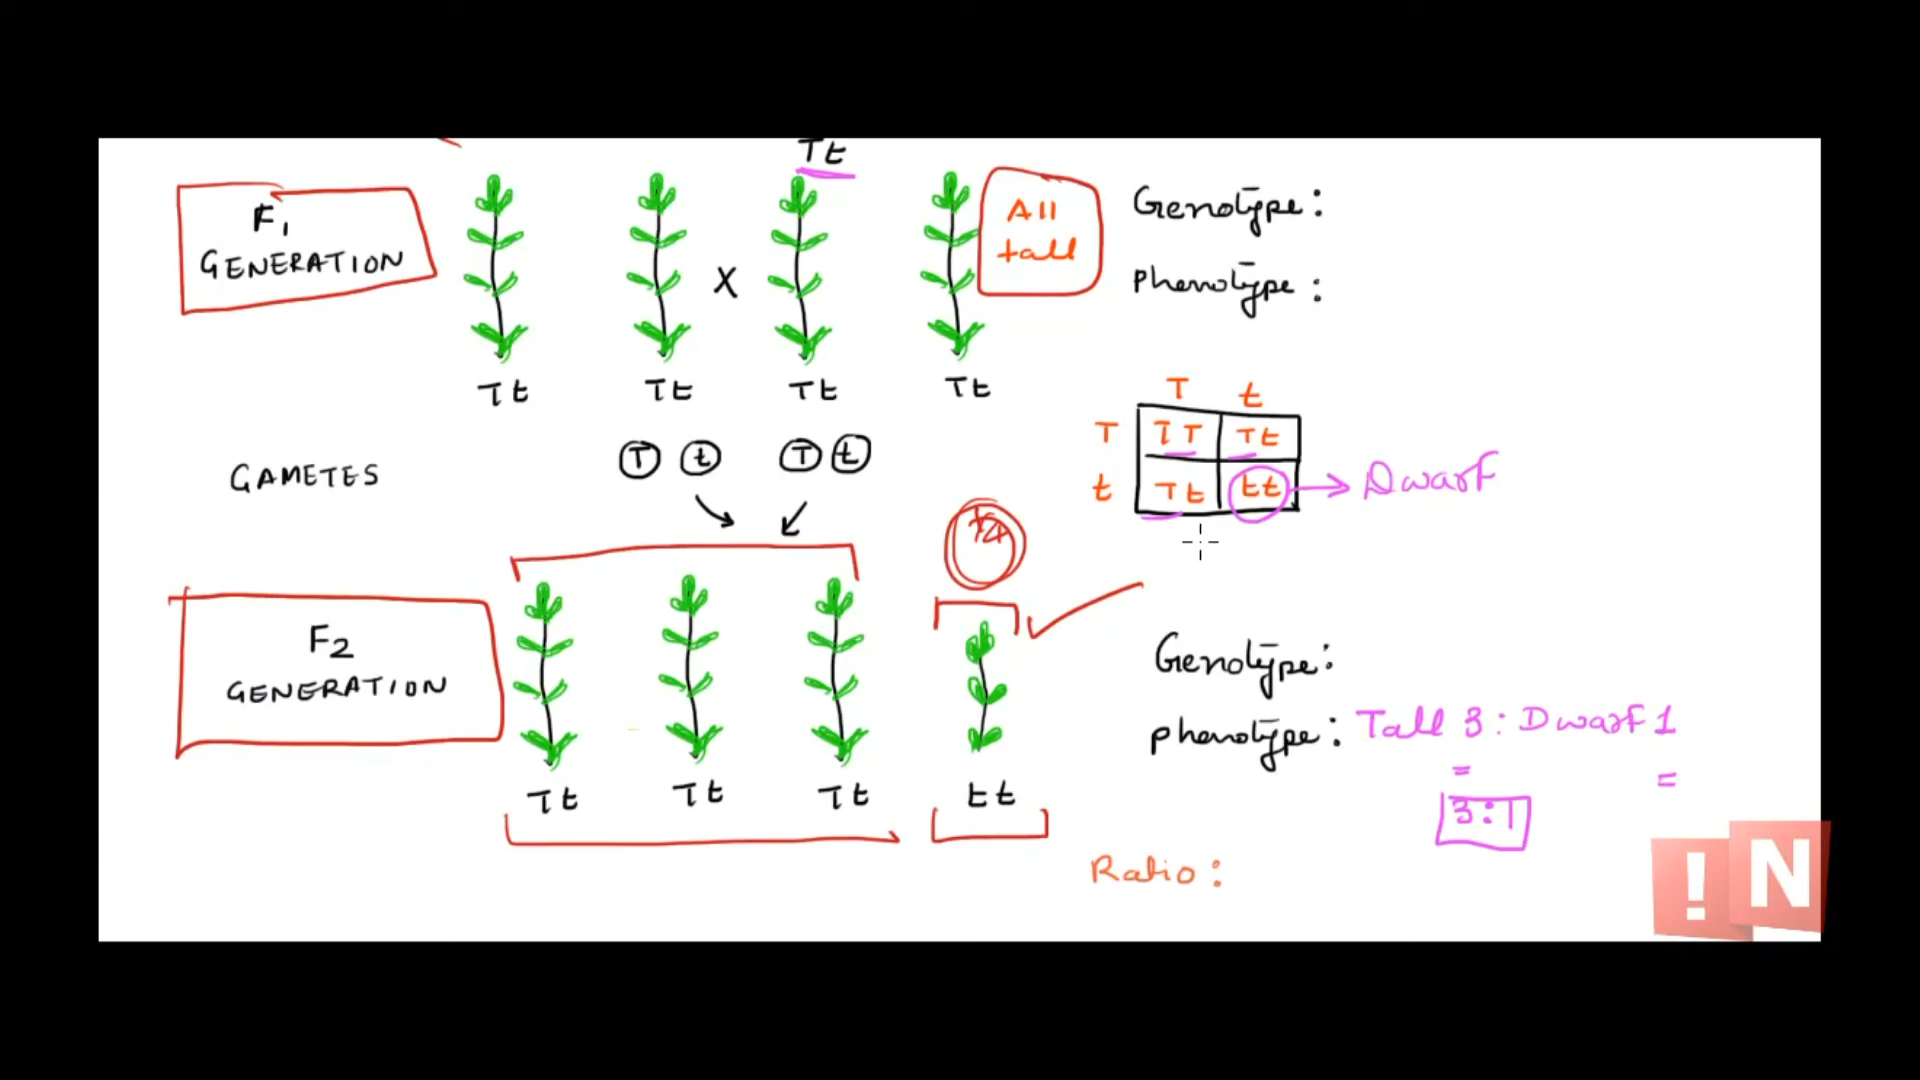 Tt
F1
GENERATION
X
All
tall
Genotype:
Phenotype:
Tt Tt Tt Tt
T t
T TT Tt
t Tt tt → Dwarf
GAMETES
T t T t
F2
GENERATION
Genotype:
phenotype: Tall 3: Dwarf 1
= =
3:1
Tt Tt Tt tt
Ratio:
!N